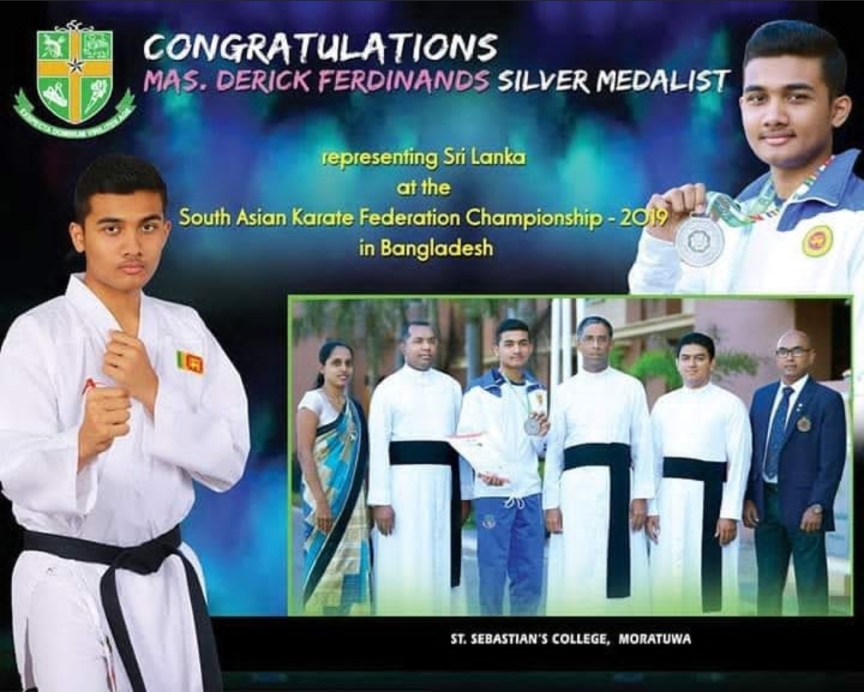 CONGRATULATIONS
MAS. DERICK FERDINANDS SILVER MEDALIST
representing Sri Lanka
at the
South Asian Karate Federation Championship - 2019
in Bangladesh
ST. SEBASTIAN'S COLLEGE, MORATUWA